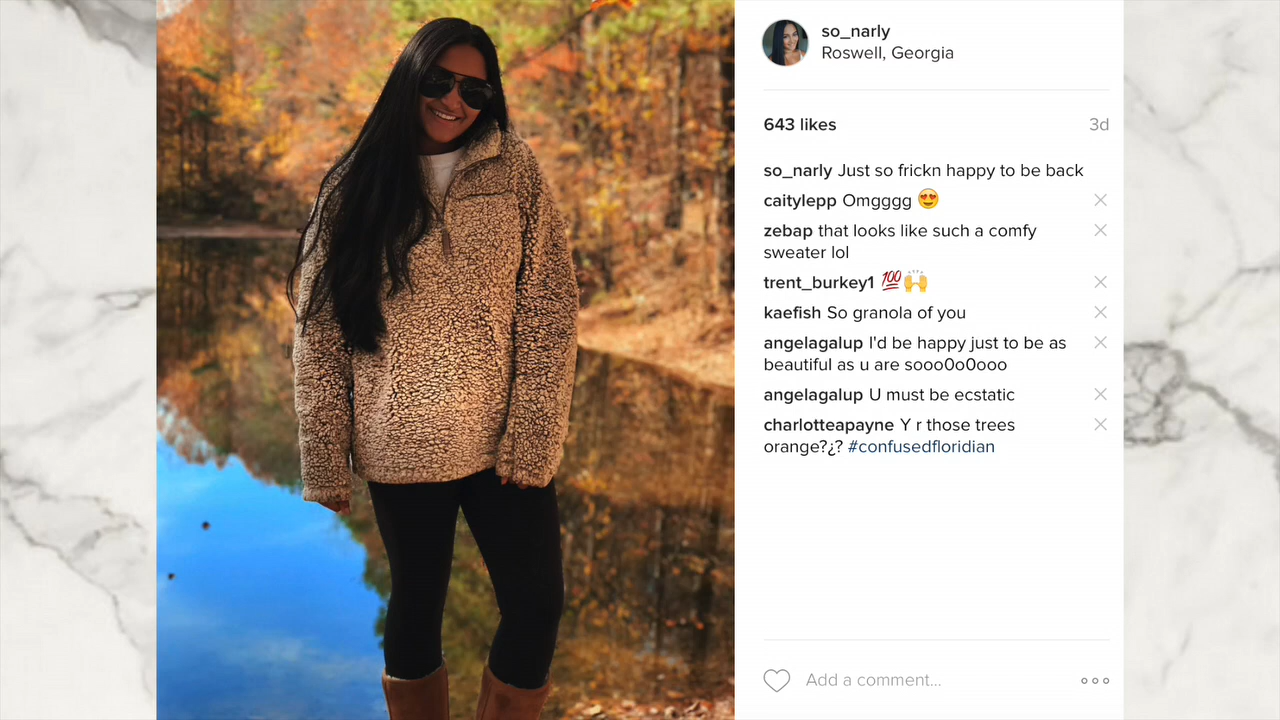 so_narly
Roswell, Georgia
643 likes 3d
so_narly Just so frickn happy to be back
caitylepp Omgggg 😍
zebap that looks like such a comfy
sweater lol
trent_burkey1 💯🙌
kaefish So granola of you
angelagalup I'd be happy just to be as
beautiful as u are sooo0o0ooo
angelagalup U must be ecstatic
charlotteapayne Y r those trees
orange?¿? #confusedfloridian
Add a comment...